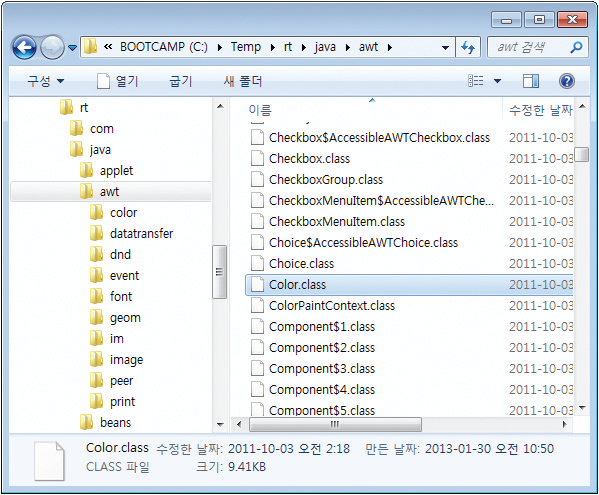 « BOOTCAMP (C:) ▸ Temp ▸ rt ▸ java ▸ awt ▸
awt 검색
구성 ▼ 열기 굽기 새 폴더
rt
com
java
applet
awt
color
datatransfer
dnd
event
font
geom
im
image
peer
print
beans
이름 수정한 날짜
Checkbox$AccessibleAWTCheckbox.class 2011-10-03
Checkbox.class 2011-10-03
CheckboxGroup.class 2011-10-03
CheckboxMenuItem$AccessibleAWTChe... 2011-10-03
CheckboxMenuItem.class 2011-10-03
Choice$AccessibleAWTChoice.class 2011-10-03
Choice.class 2011-10-03
Color.class 2011-10-03
ColorPaintContext.class 2011-10-03
Component$1.class 2011-10-03
Component$2.class 2011-10-03
Component$3.class 2011-10-03
Component$4.class 2011-10-03
Component$5.class 2011-10-03
Color.class 수정한 날짜: 2011-10-03 오전 2:18 만든 날짜: 2013-01-30 오전 10:50
CLASS 파일 크기: 9.41KB